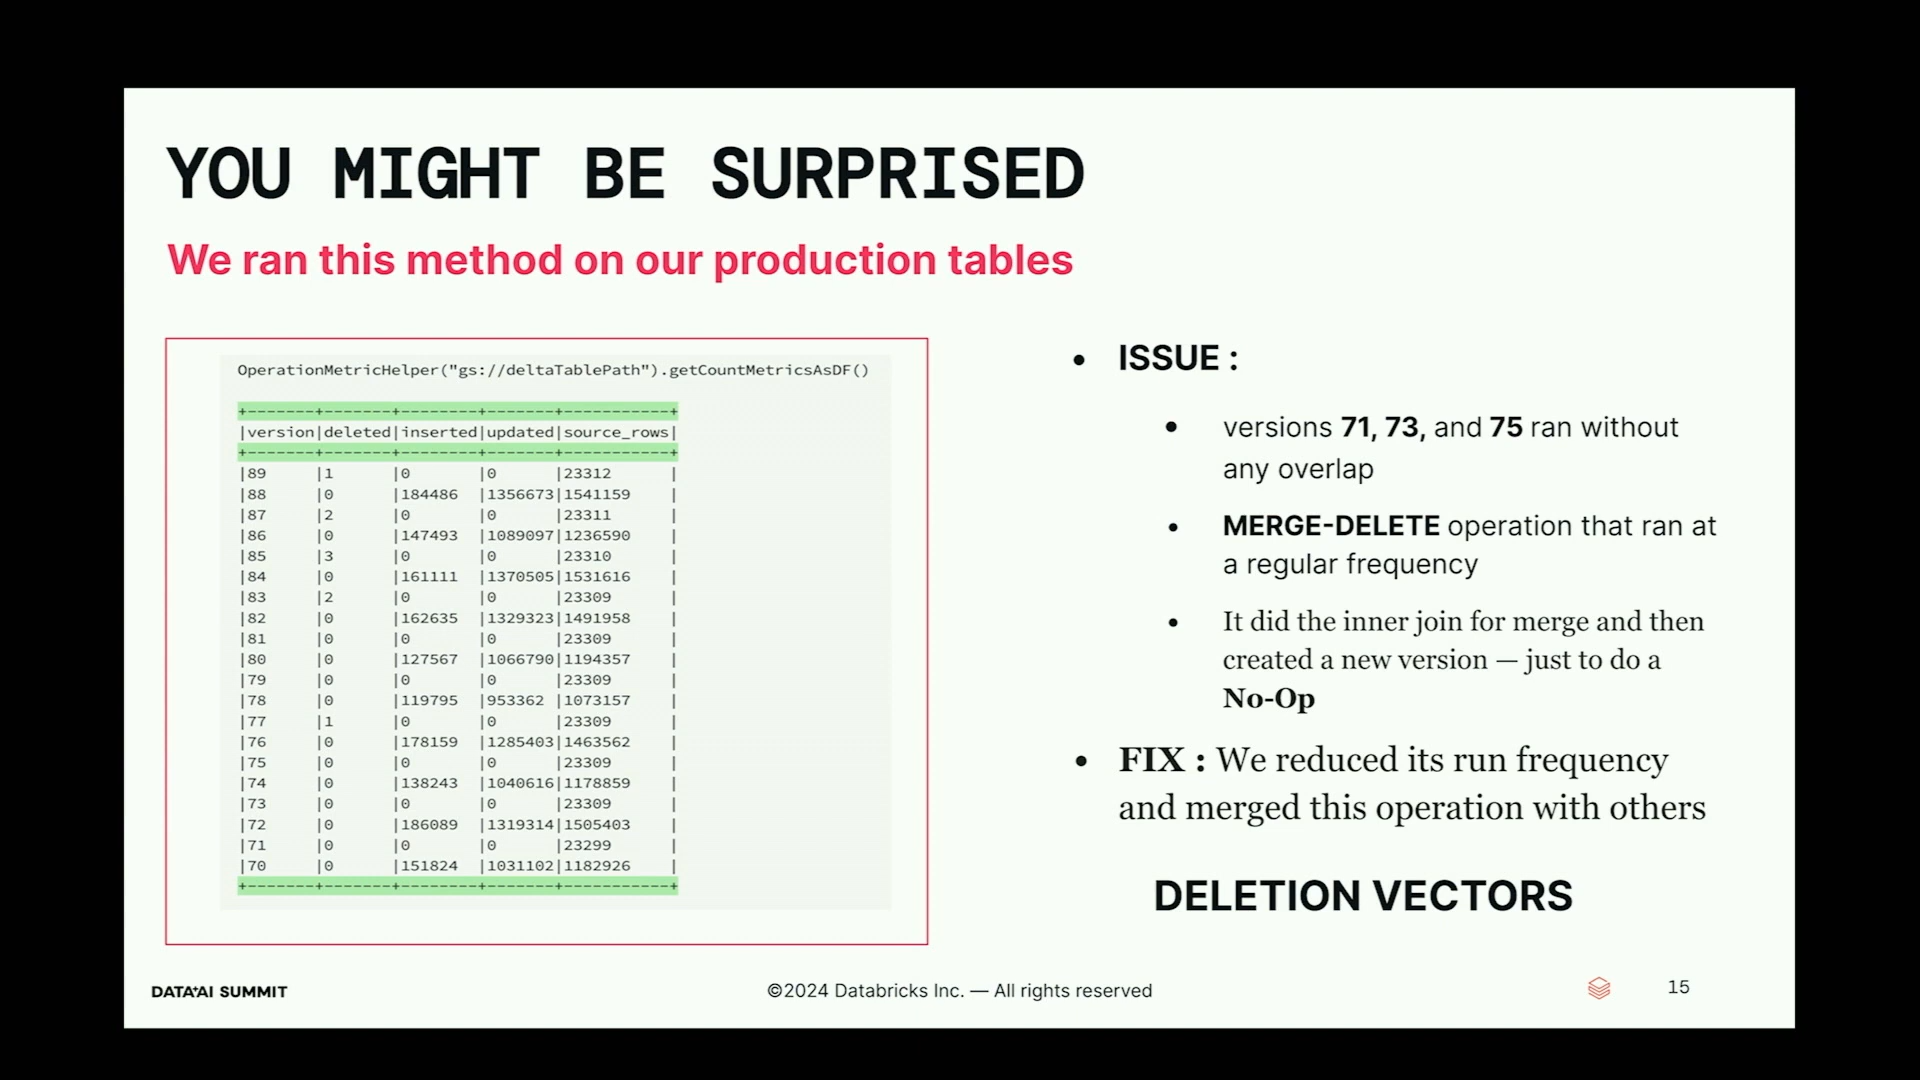 YOU MIGHT BE SURPRISED
We ran this method on our production tables
OperationMetricHelper("gs://deltaTablePath").getCountMetricsAsDF()
+-------+-------+--------+-------+-----------+
|version|deleted|inserted|updated|source_rows|
+-------+-------+--------+-------+-----------+
|89     |1      |0       |0      |23312      |
|88     |0      |184486  |1356673|1541159    |
|87     |2      |0       |0      |23311      |
|86     |0      |147493  |1089097|1236590    |
|85     |3      |0       |0      |23310      |
|84     |0      |161111  |1370505|1531616    |
|83     |2      |0       |0      |23309      |
|82     |0      |162635  |1329323|1491958    |
|81     |0      |0       |0      |23309      |
|80     |0      |127567  |1066790|1194357    |
|79     |0      |0       |0      |23309      |
|78     |0      |119795  |953362 |1073157    |
|77     |1      |0       |0      |23309      |
|76     |0      |178159  |1285403|1463562    |
|75     |0      |0       |0      |23309      |
|74     |0      |138243  |1040616|1178859    |
|73     |0      |0       |0      |23309      |
|72     |0      |186089  |1319314|1505403    |
|71     |0      |0       |0      |23299      |
|70     |0      |151824  |1031102|1182926    |
+-------+-------+--------+-------+-----------+
• ISSUE :
• versions 71, 73, and 75 ran without
any overlap
• MERGE-DELETE operation that ran at
a regular frequency
• It did the inner join for merge and then
created a new version — just to do a
No-Op
• FIX : We reduced its run frequency
and merged this operation with others
DELETION VECTORS
DATA+AI SUMMIT
©2024 Databricks Inc. — All rights reserved
15